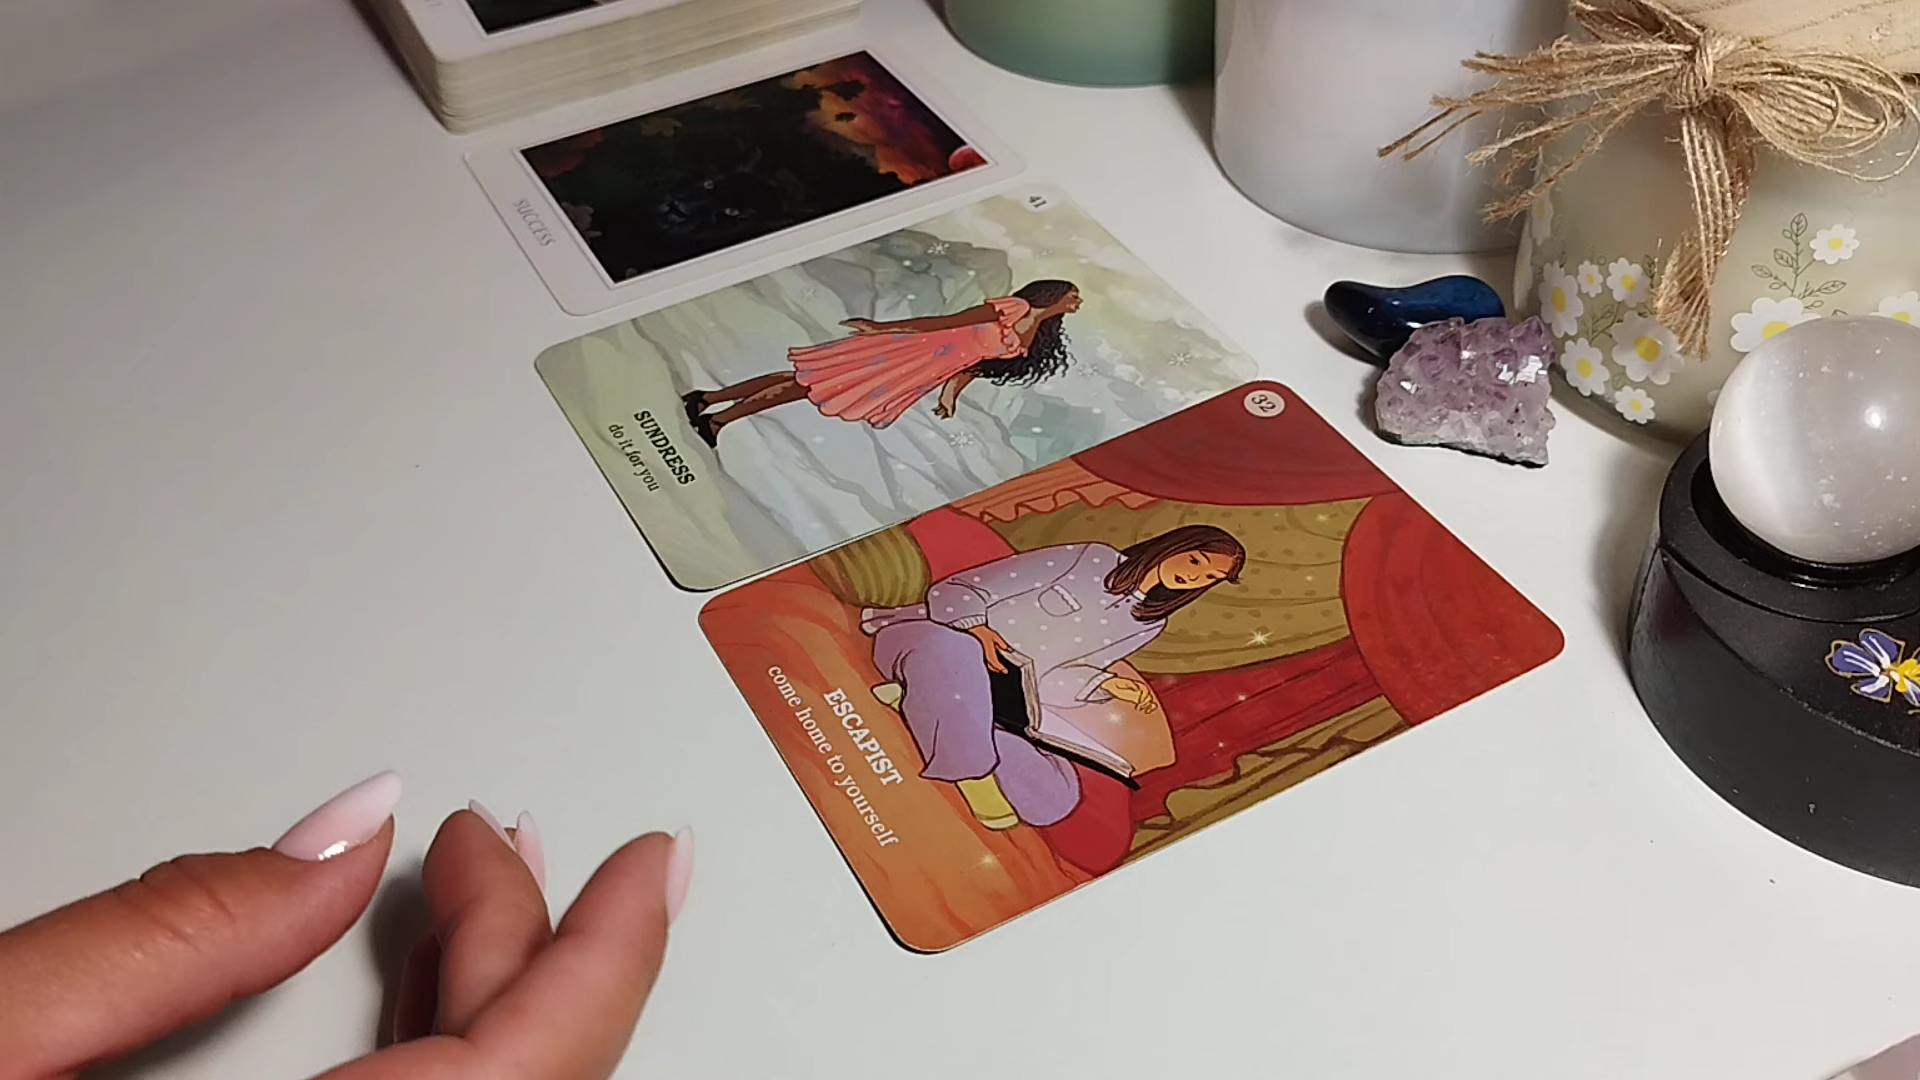 SUCCESS
41
SUNDRESS
do it for you
32
ESCAPIST
come home to yourself